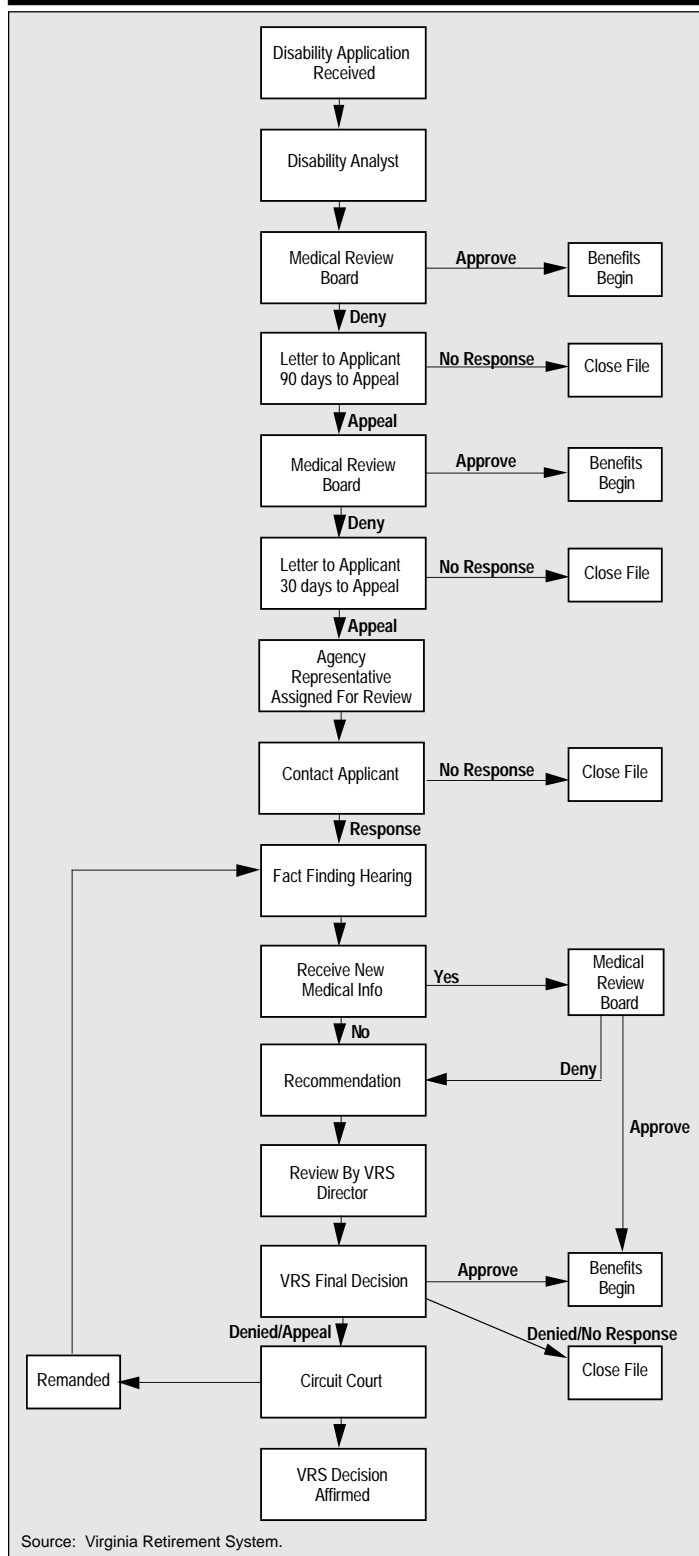 Disability Application
Received
Disability Analyst
Medical Review
Board
Approve
Benefits
Begin
Deny
Letter to Applicant
90 days to Appeal
No Response
Close File
Appeal
Medical Review
Board
Approve
Benefits
Begin
Deny
Letter to Applicant
30 days to Appeal
No Response
Close File
Appeal
Agency
Representative
Assigned For Review
Contact Applicant
No Response
Close File
Response
Fact Finding Hearing
Receive New
Medical Info
Yes
Medical
Review
Board
No
Recommendation
Deny
Approve
Review By VRS
Director
VRS Final Decision
Approve
Benefits
Begin
Denied/Appeal
Denied/No Response
Close File
Remanded
Circuit Court
VRS Decision
Affirmed
Source: Virginia Retirement System.